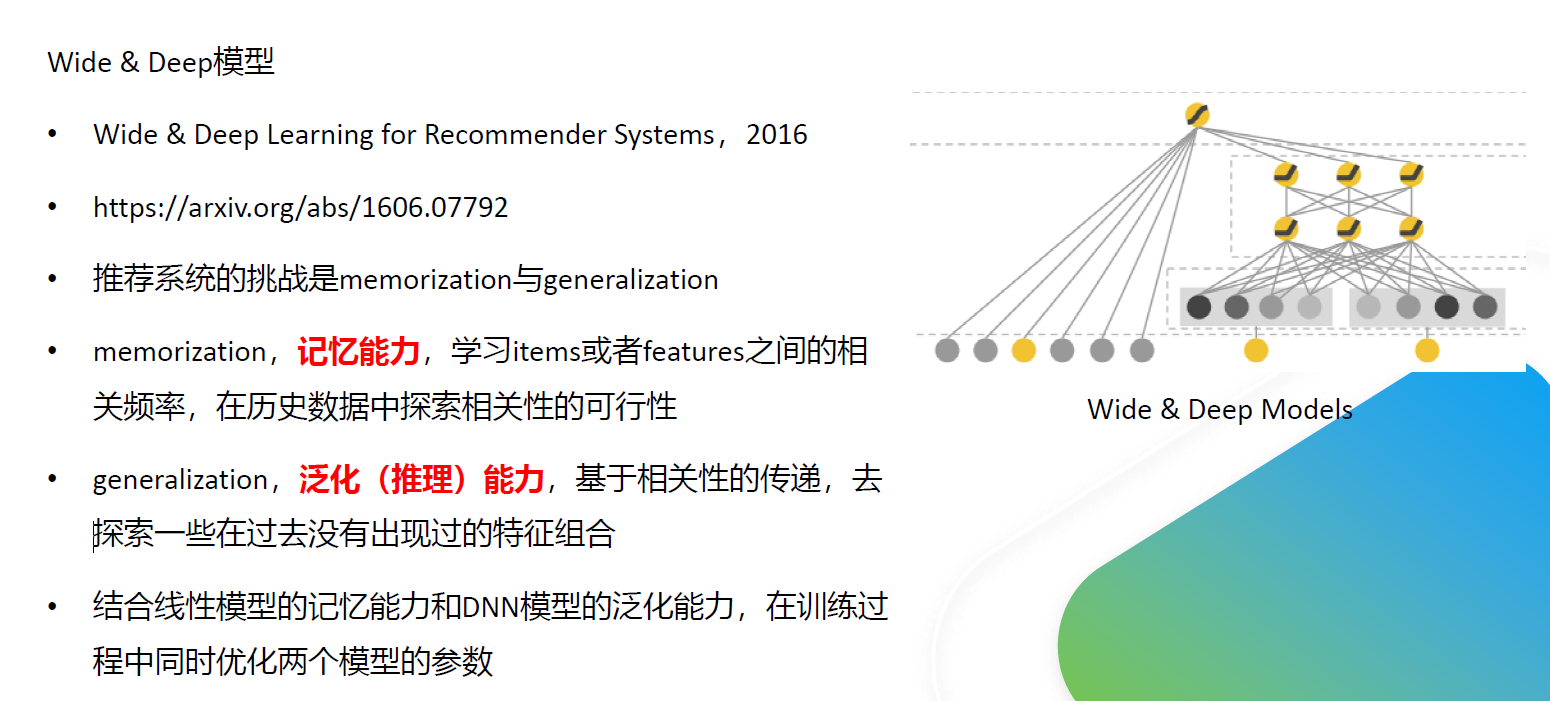 Wide & Deep模型
• Wide & Deep Learning for Recommender Systems，2016
• https://arxiv.org/abs/1606.07792
• 推荐系统的挑战是memorization与generalization
• memorization，记忆能力，学习items或者features之间的相
关频率，在历史数据中探索相关性的可行性
• generalization，泛化（推理）能力，基于相关性的传递，去
探索一些在过去没有出现过的特征组合
• 结合线性模型的记忆能力和DNN模型的泛化能力，在训练过
程中同时优化两个模型的参数
Wide & Deep Models